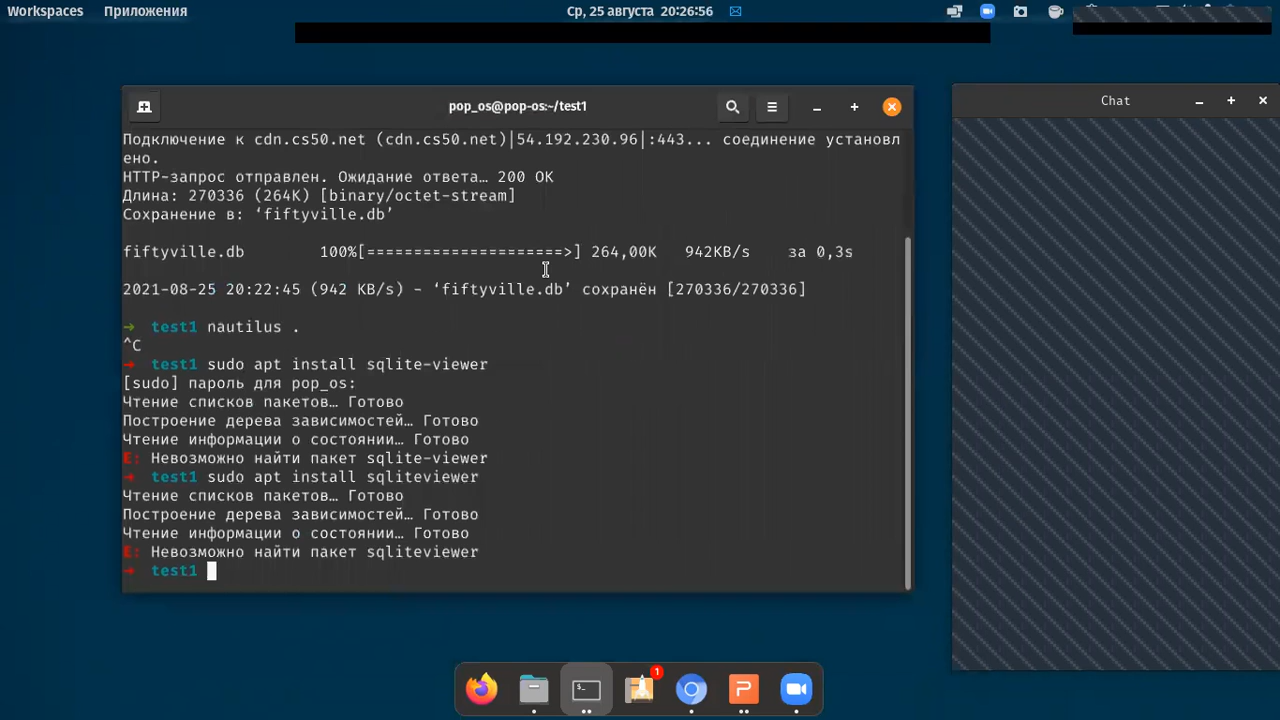 Workspaces Приложения Ср, 25 августа 20:26:56
pop_os@pop-os:~/test1
Chat
Подключение к cdn.cs50.net (cdn.cs50.net)|54.192.230.96|:443... соединение установл
ено.
HTTP-запрос отправлен. Ожидание ответа… 200 OK
Длина: 270336 (264K) [binary/octet-stream]
Сохранение в: ‘fiftyville.db’
fiftyville.db 100%[=====================>] 264,00K 942KB/s за 0,3s
2021-08-25 20:22:45 (942 KB/s) - ‘fiftyville.db’ сохранён [270336/270336]
→ test1 nautilus .
^C
→ test1 sudo apt install sqlite-viewer
[sudo] пароль для pop_os:
Чтение списков пакетов… Готово
Построение дерева зависимостей… Готово
Чтение информации о состоянии… Готово
E: Невозможно найти пакет sqlite-viewer
→ test1 sudo apt install sqliteviewer
Чтение списков пакетов… Готово
Построение дерева зависимостей… Готово
Чтение информации о состоянии… Готово
E: Невозможно найти пакет sqliteviewer
→ test1
1